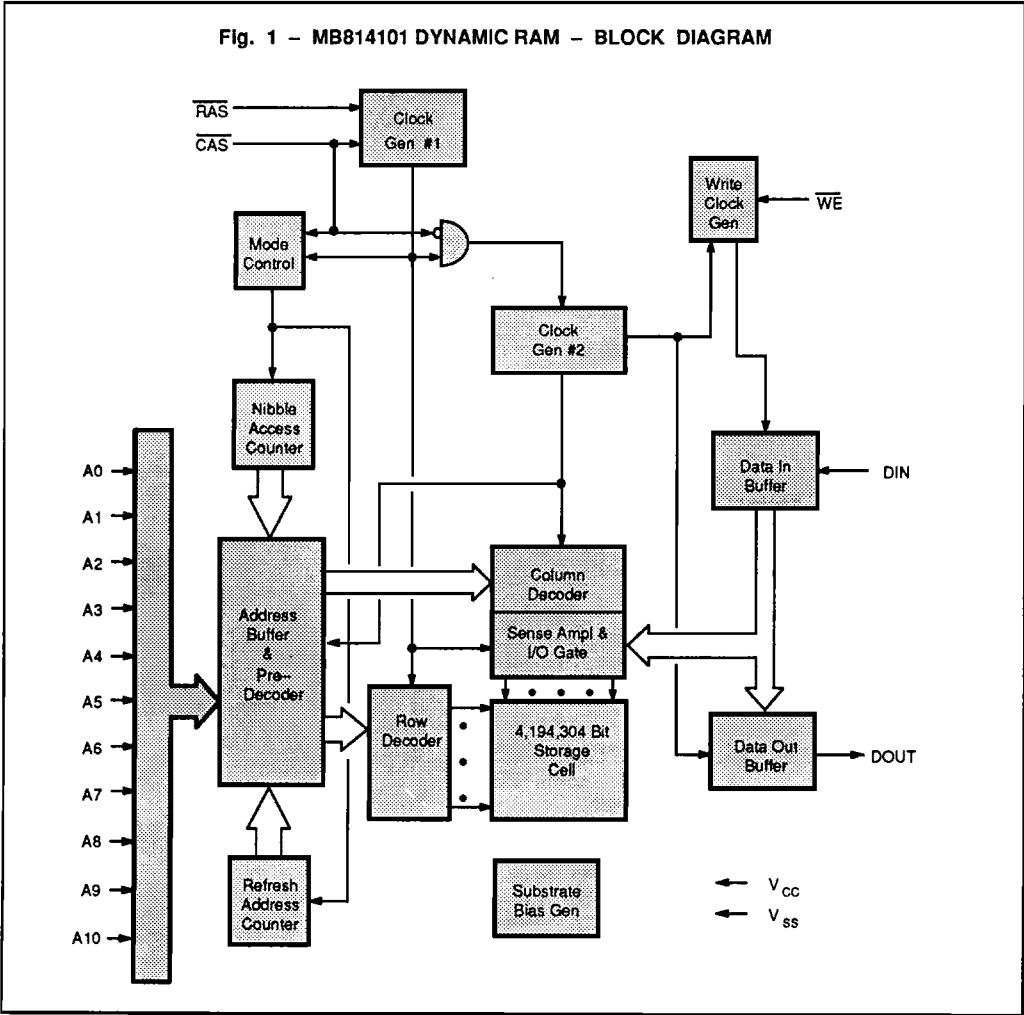 Fig. 1 – MB814101 DYNAMIC RAM – BLOCK DIAGRAM
RAS
CAS
Clock
Gen #1
Write
Clock
Gen
WE
Mode
Control
Clock
Gen #2
Nibble
Access
Counter
Data In
Buffer
DIN
A0
A1
A2
A3
A4
A5
A6
A7
A8
A9
A10
Address
Buffer
&
Pre-
Decoder
Column
Decoder
Sense Ampl &
I/O Gate
Row
Decoder
4,194,304 Bit
Storage
Cell
Data Out
Buffer
DOUT
Refresh
Address
Counter
Substrate
Bias Gen
VCC
VSS